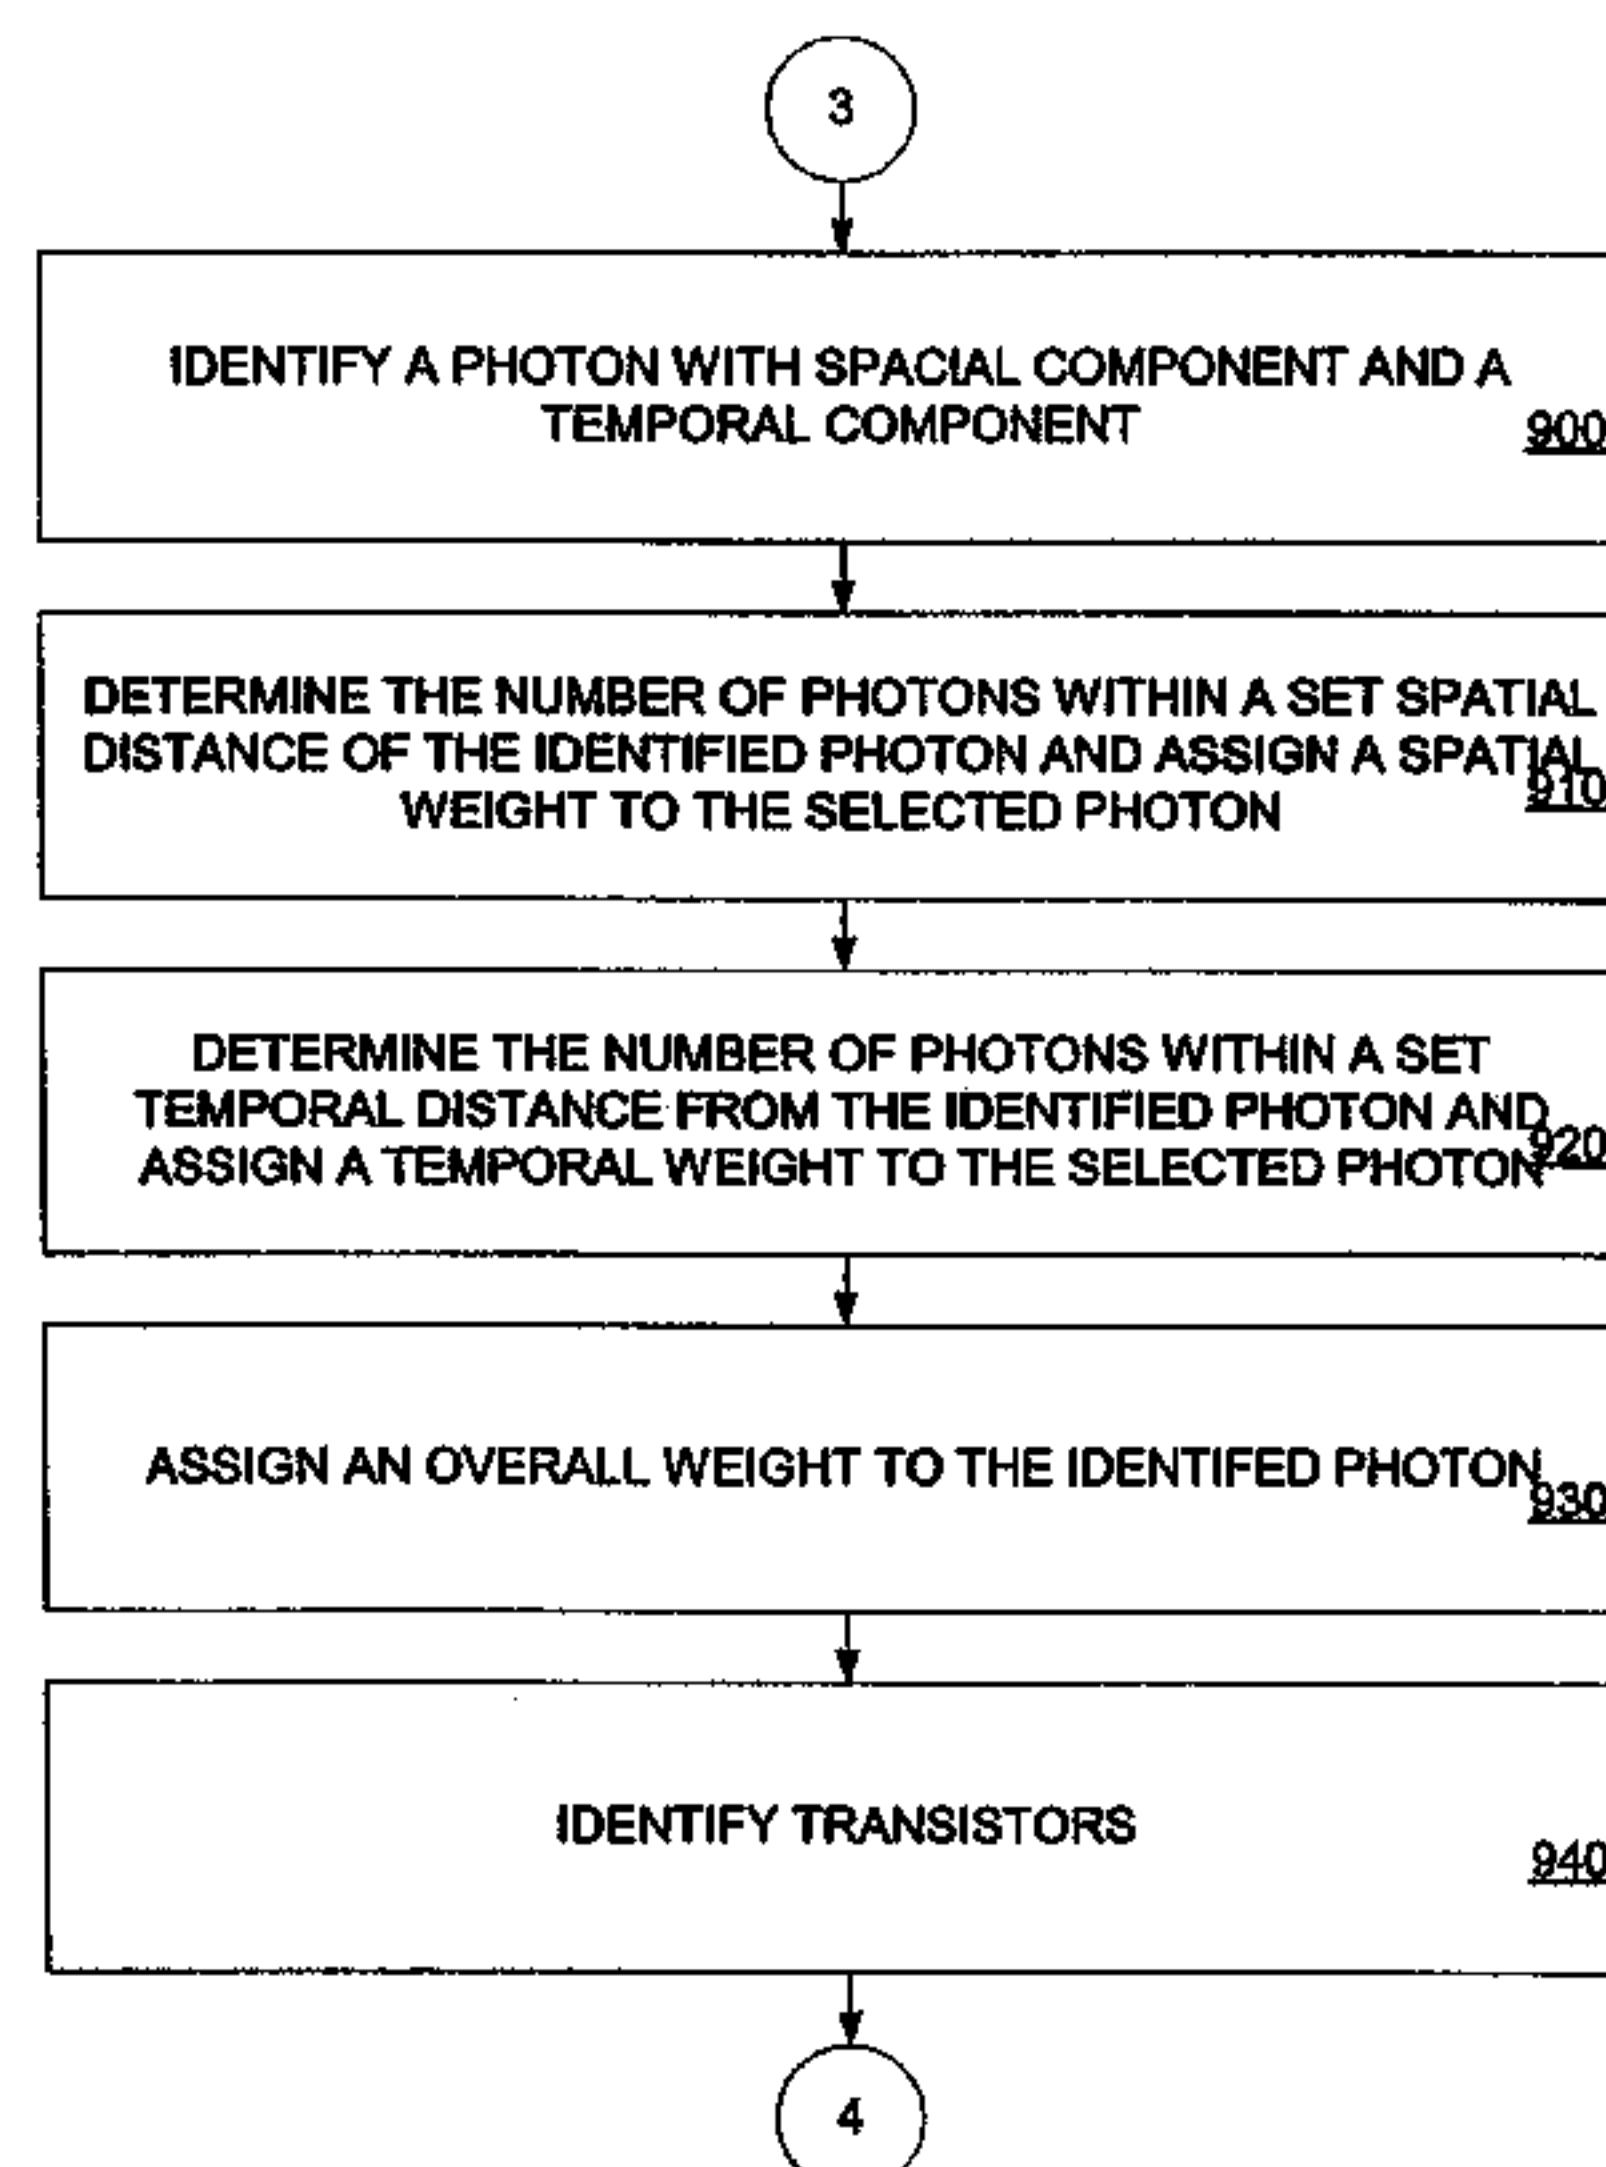 3
IDENTIFY A PHOTON WITH SPACIAL COMPONENT AND A
TEMPORAL COMPONENT
900
DETERMINE THE NUMBER OF PHOTONS WITHIN A SET SPATIAL
DISTANCE OF THE IDENTIFIED PHOTON AND ASSIGN A SPATIAL
WEIGHT TO THE SELECTED PHOTON
910
DETERMINE THE NUMBER OF PHOTONS WITHIN A SET
TEMPORAL DISTANCE FROM THE IDENTIFIED PHOTON AND
ASSIGN A TEMPORAL WEIGHT TO THE SELECTED PHOTON
920
ASSIGN AN OVERALL WEIGHT TO THE IDENTIFED PHOTON
930
IDENTIFY TRANSISTORS
940
4